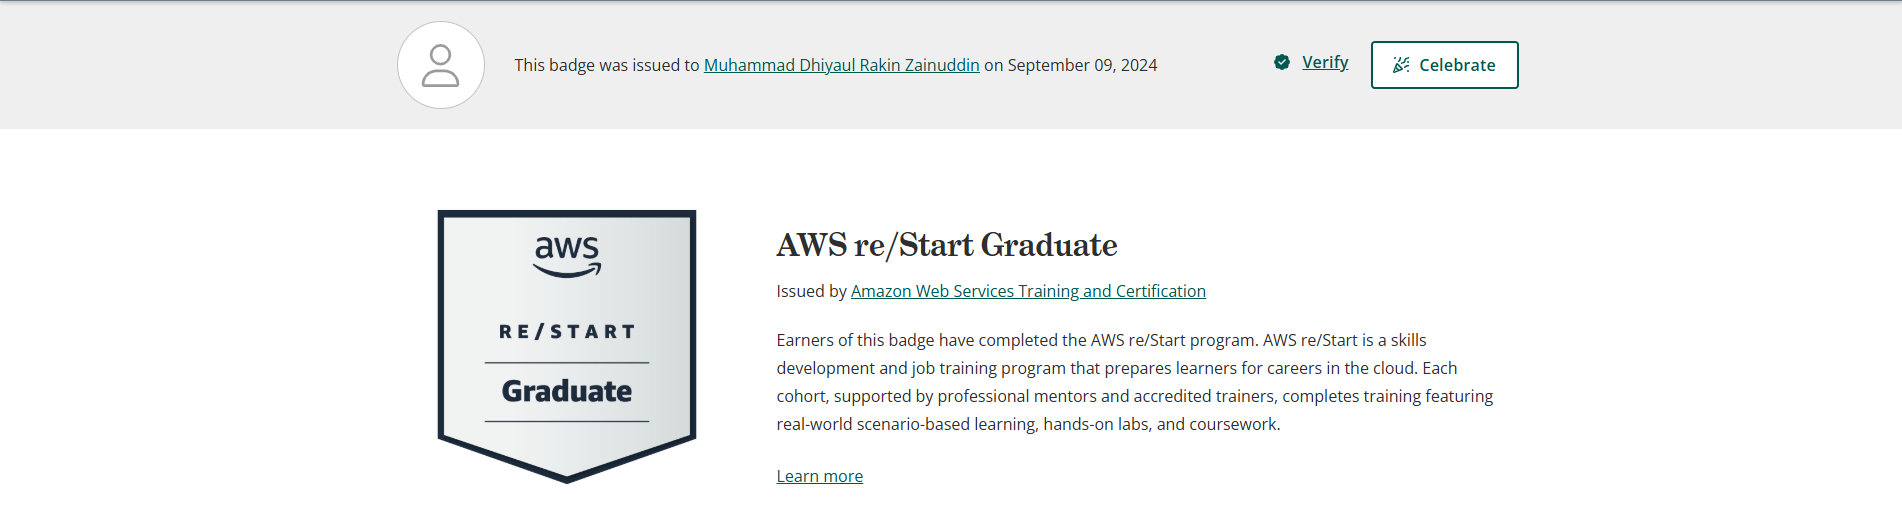 This badge was issued to Muhammad Dhiyaul Rakin Zainuddin on September 09, 2024
Verify
Celebrate
aws
RE/START
Graduate
AWS re/Start Graduate
Issued by Amazon Web Services Training and Certification
Earners of this badge have completed the AWS re/Start program. AWS re/Start is a skills
development and job training program that prepares learners for careers in the cloud. Each
cohort, supported by professional mentors and accredited trainers, completes training featuring
real-world scenario-based learning, hands-on labs, and coursework.
Learn more